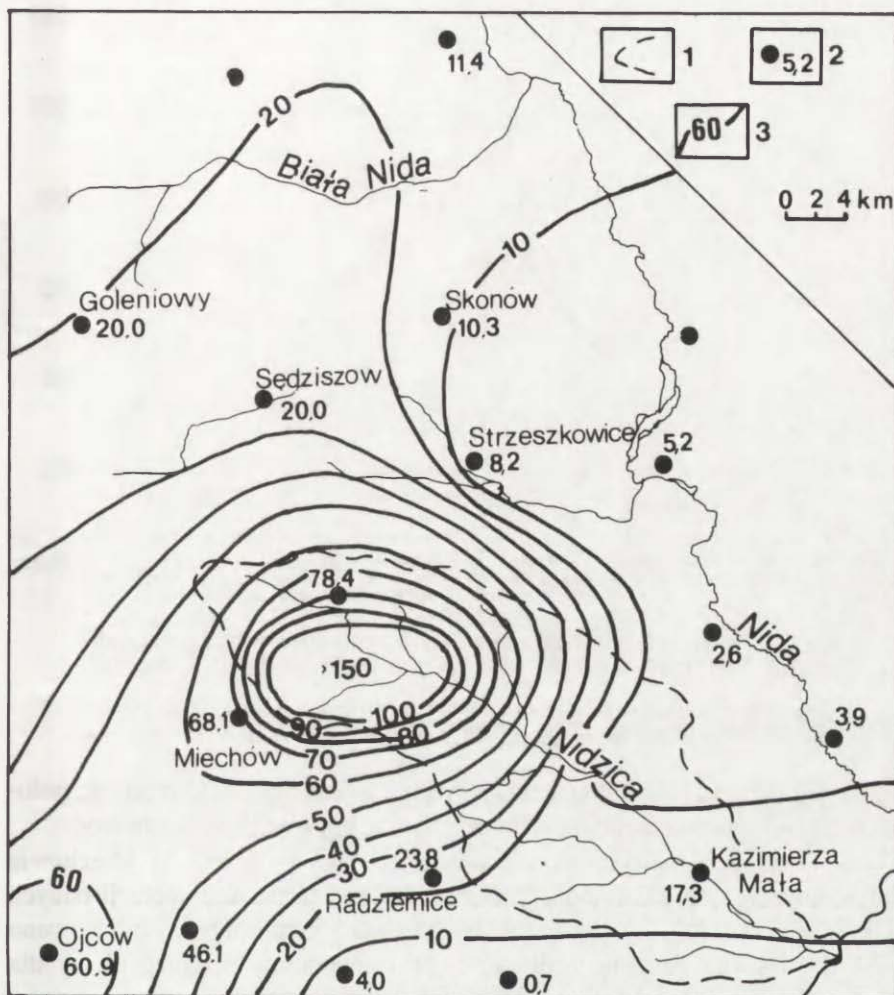 11.4
1
5,2 2
60 3
0 2 4 km
20
Biała Nida
10
Goleniowy
20.0
Skonów
10,3
Sędziszow
20,0
Strzeszkowice
8,2
5,2
78,4
150
Nida
2,6
68.1
90 100
80
Miechów
70
60
Nidzica
3,9
50
40
30
23,8
Radziemice
Kazimierza
Mała
17,3
60
20
10
Ojców
60.9
46.1
4,0
0,7